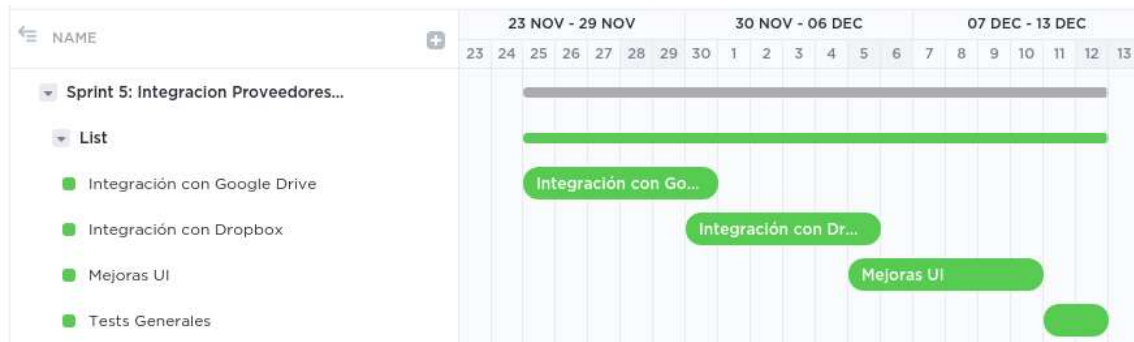 NAME
23 NOV - 29 NOV 30 NOV - 06 DEC 07 DEC - 13 DEC
23 24 25 26 27 28 29 30 1 2 3 4 5 6 7 8 9 10 11 12 13
Sprint 5: Integracion Proveedores...
List
Integración con Google Drive Integración con Go...
Integración con Dropbox Integración con Dr...
Mejoras UI Mejoras UI
Tests Generales